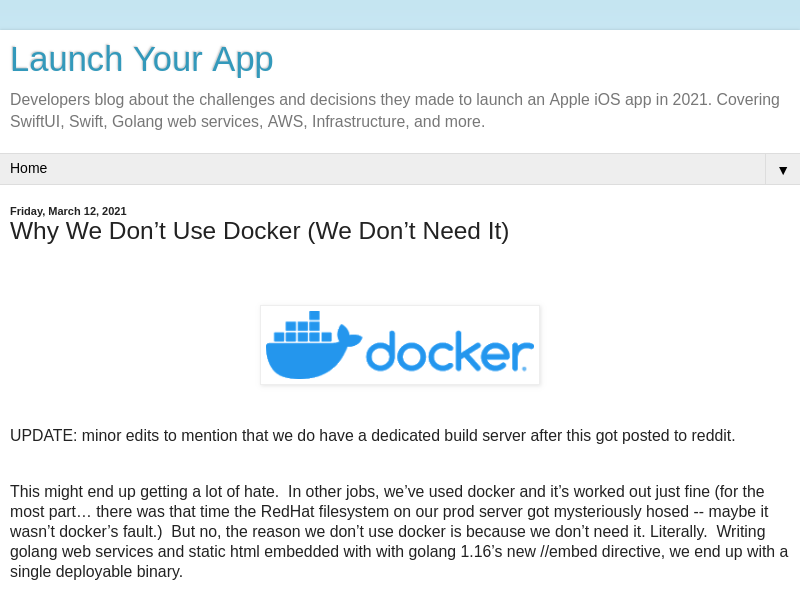 Launch Your App
Developers blog about the challenges and decisions they made to launch an Apple iOS app in 2021. Covering
SwiftUI, Swift, Golang web services, AWS, Infrastructure, and more.
Home ▼
Friday, March 12, 2021
Why We Don’t Use Docker (We Don’t Need It)
docker
UPDATE: minor edits to mention that we do have a dedicated build server after this got posted to reddit.
This might end up getting a lot of hate.  In other jobs, we’ve used docker and it’s worked out just fine (for the
most part… there was that time the RedHat filesystem on our prod server got mysteriously hosed -- maybe it
wasn’t docker’s fault.)  But no, the reason we don’t use docker is because we don’t need it. Literally.  Writing
golang web services and static html embedded with with golang 1.16’s new //embed directive, we end up with a
single deployable binary.